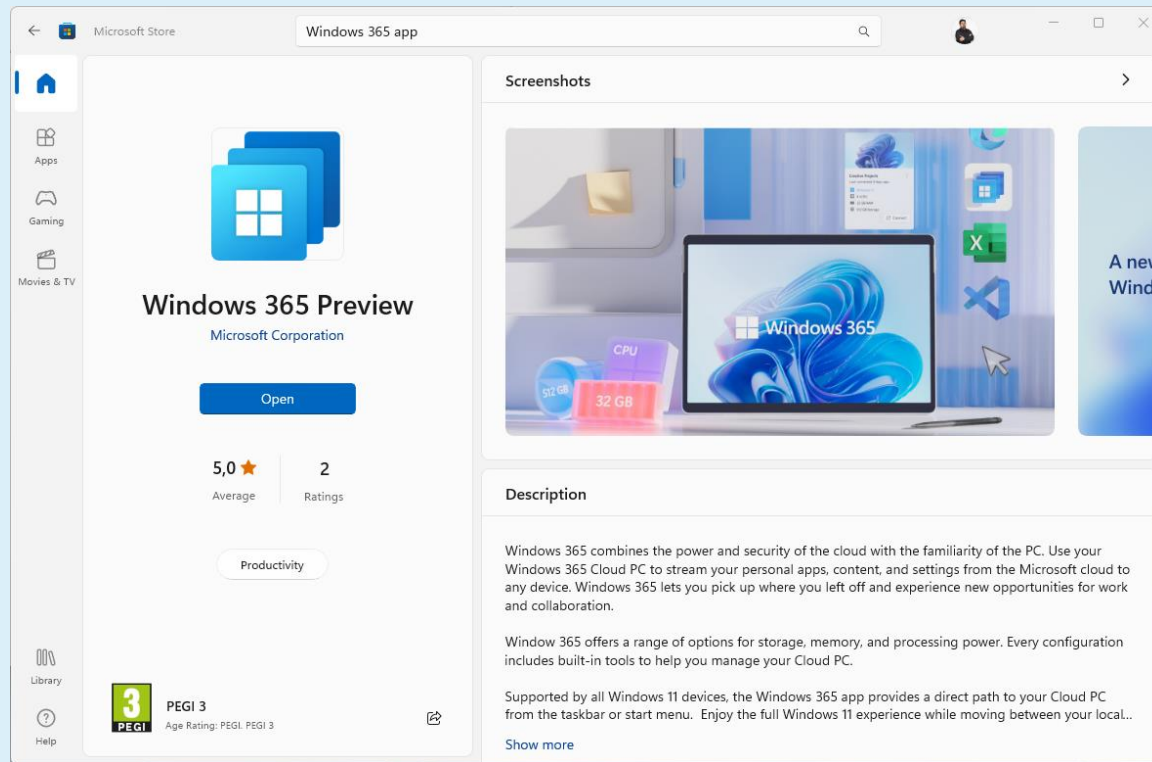 Microsoft Store
Windows 365 app
Apps
Gaming
Movies & TV
Library
Help
Windows 365 Preview
Microsoft Corporation
Open
5,0
Average
2
Ratings
Productivity
3
PEGI
PEGI 3
Age Rating: PEGI. PEGI 3
Screenshots
Windows 365
CPU
512 GB
32 GB
X
A new
Wind
Description
Windows 365 combines the power and security of the cloud with the familiarity of the PC. Use your
Windows 365 Cloud PC to stream your personal apps, content, and settings from the Microsoft cloud to
any device. Windows 365 lets you pick up where you left off and experience new opportunities for work
and collaboration.
Window 365 offers a range of options for storage, memory, and processing power. Every configuration
includes built-in tools to help you manage your Cloud PC.
Supported by all Windows 11 devices, the Windows 365 app provides a direct path to your Cloud PC
from the taskbar or start menu. Enjoy the full Windows 11 experience while moving between your local...
Show more